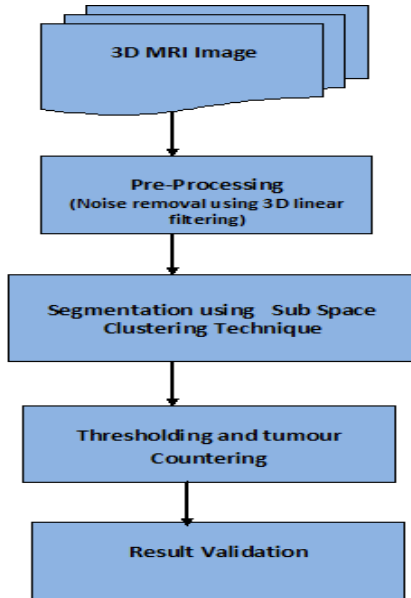 3D MRI Image
Pre-Processing
(Noise removal using 3D linear
filtering)
Segmentation using Sub Space
Clustering Technique
Thresholding and tumour
Countering
Result Validation